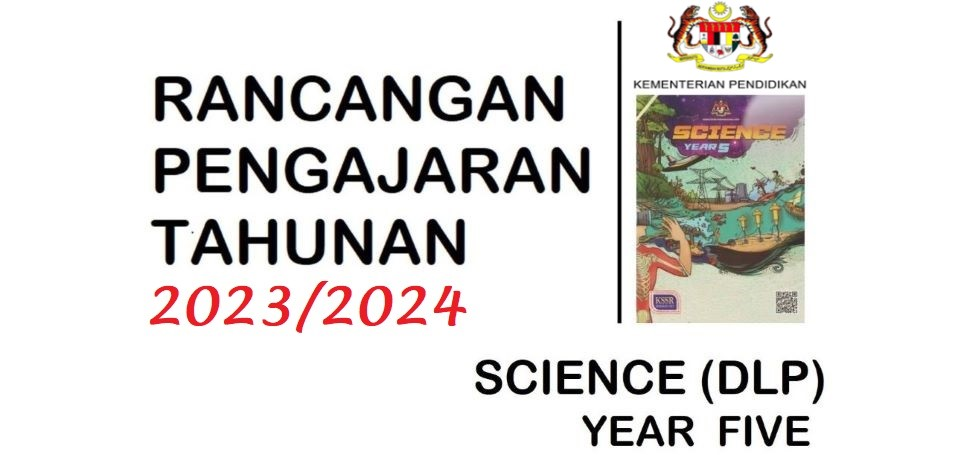 RANCANGAN
PENGAJARAN
TAHUNAN
2023/2024
KEMENTERIAN PENDIDIKAN
SCIENCE
YEAR 5
KSSR
SCIENCE (DLP)
YEAR FIVE